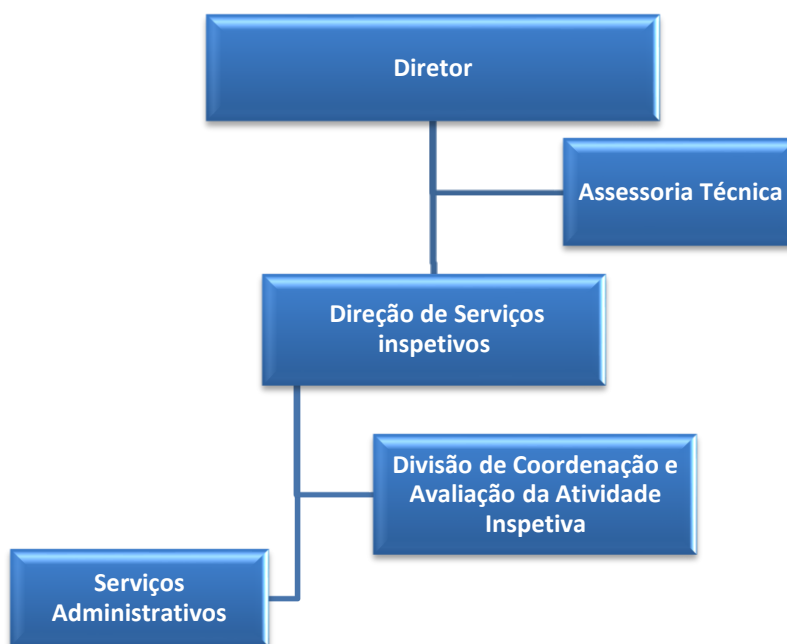 Diretor
Assessoria Técnica
Direção de Serviços
inspetivos
Divisão de Coordenação e
Avaliação da Atividade
Inspetiva
Serviços
Administrativos